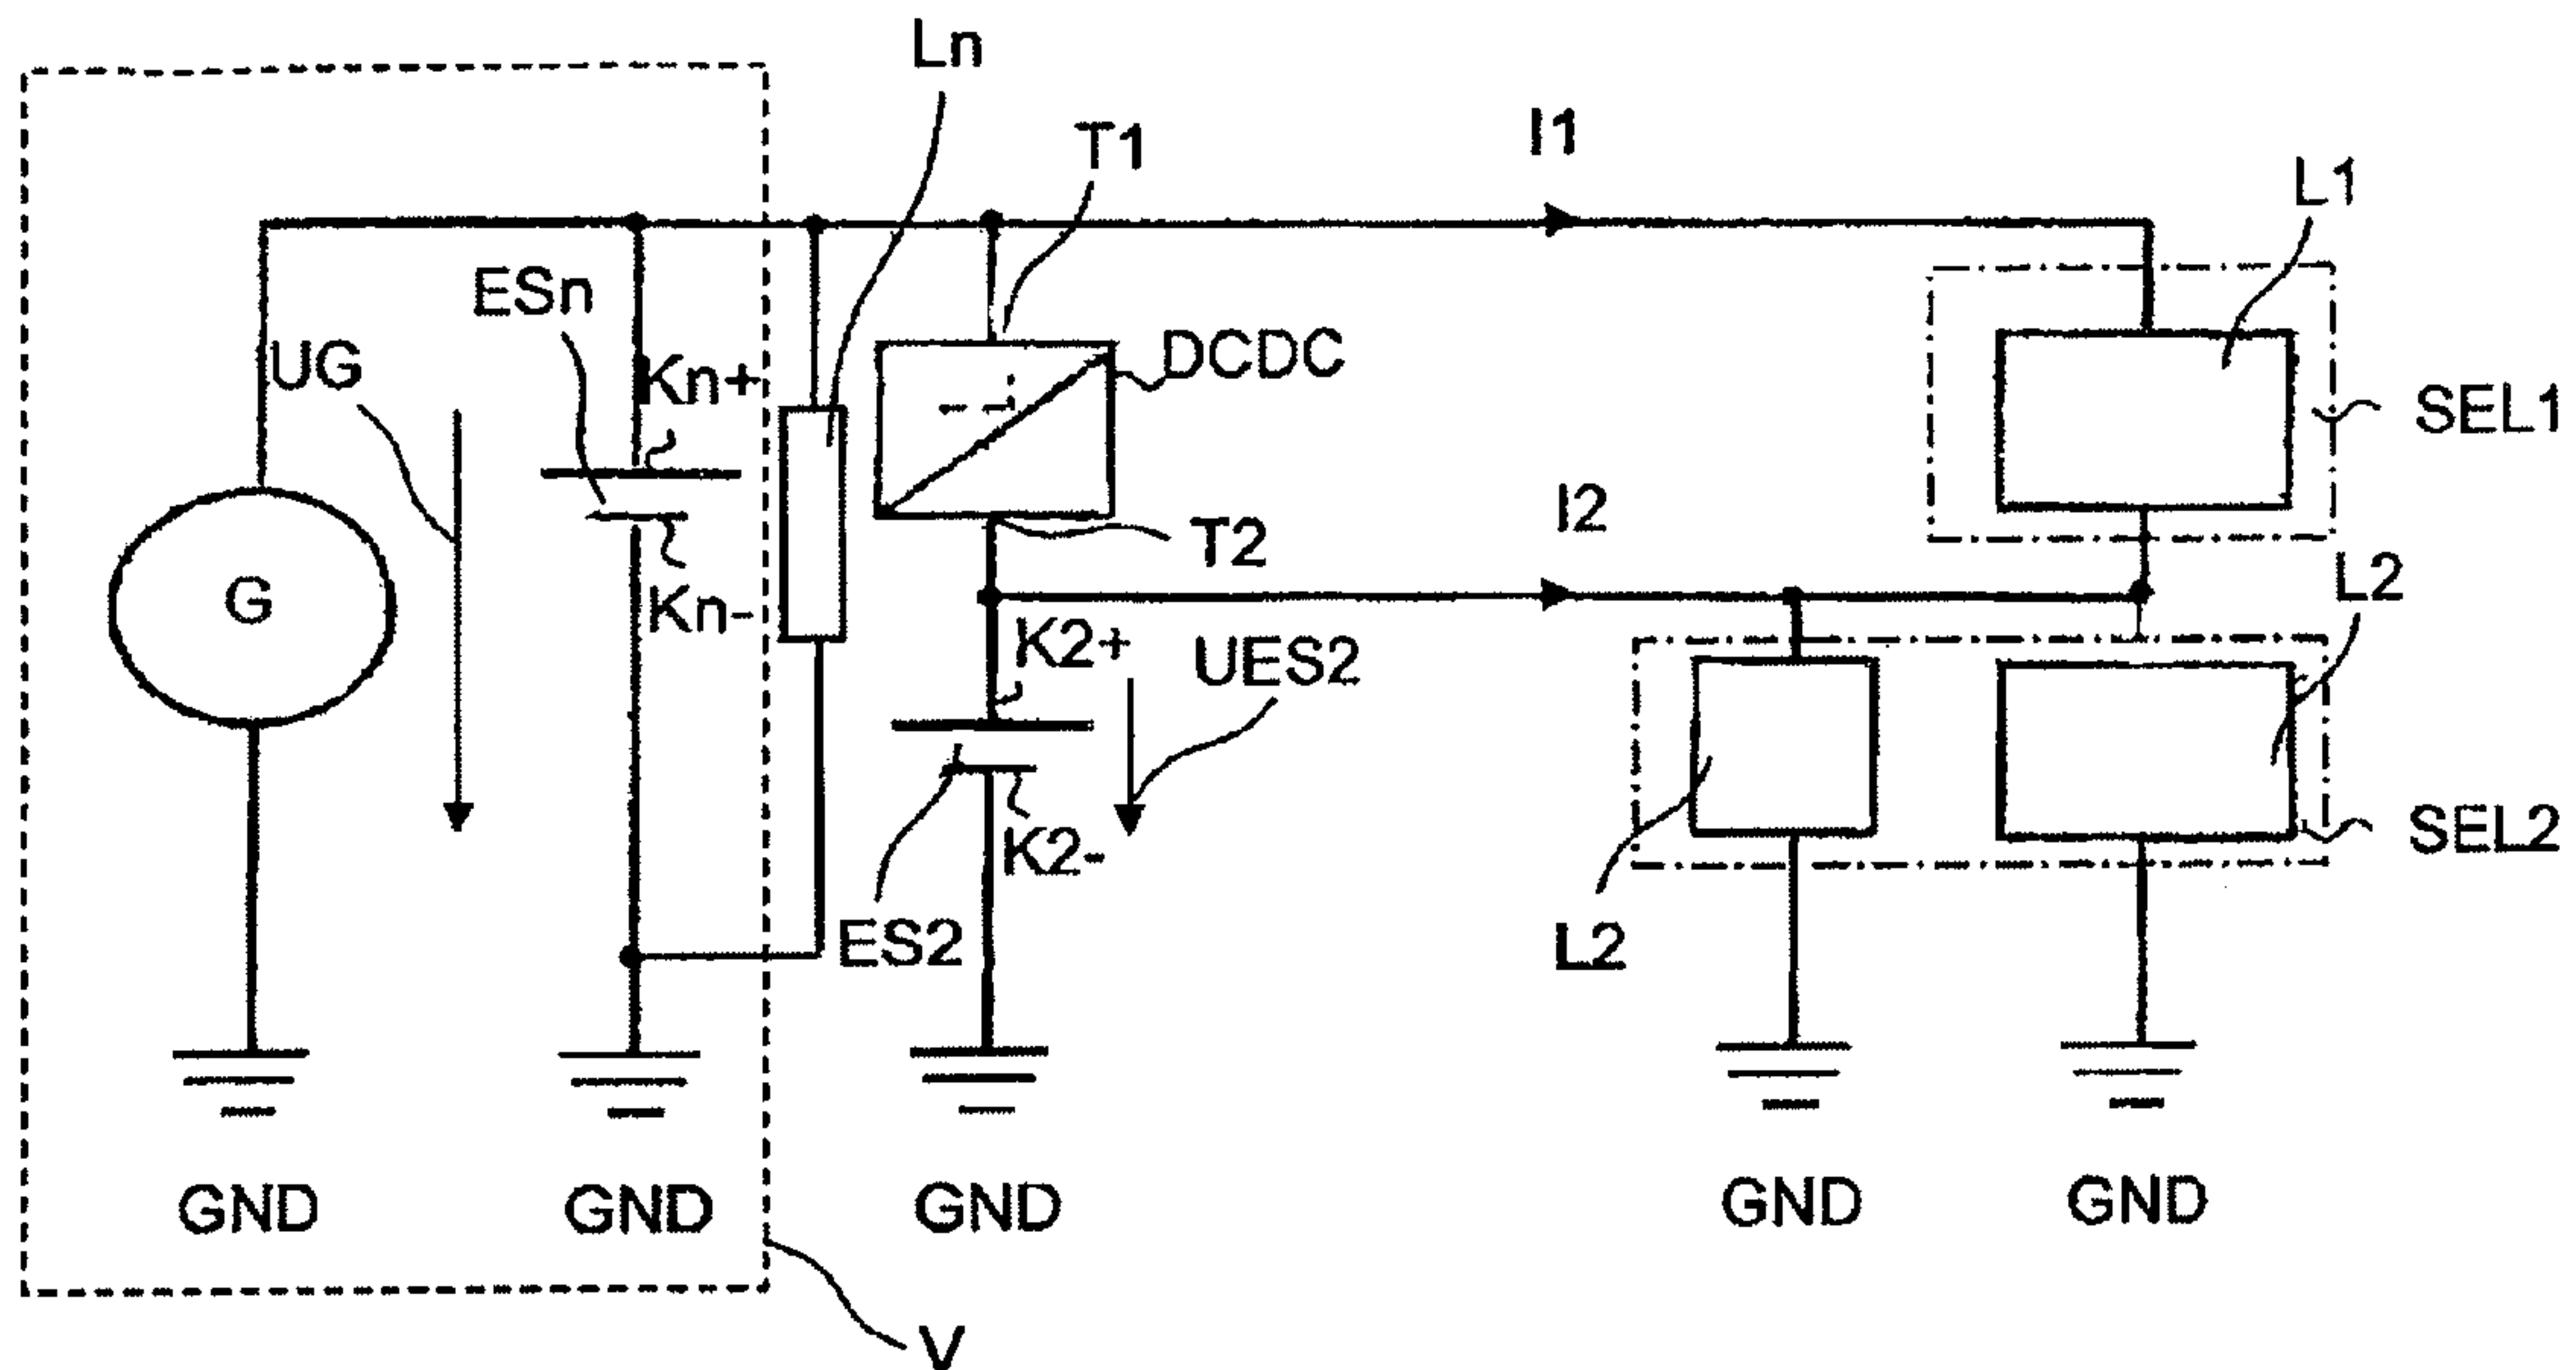 Ln
T1
I1
L1
ESn
UG
Kn+
DCDC
SEL1
I2
T2
L2
G
Kn-
K2+
UES2
K2-
SEL2
ES2
L2
GND
GND
GND
GND
GND
V